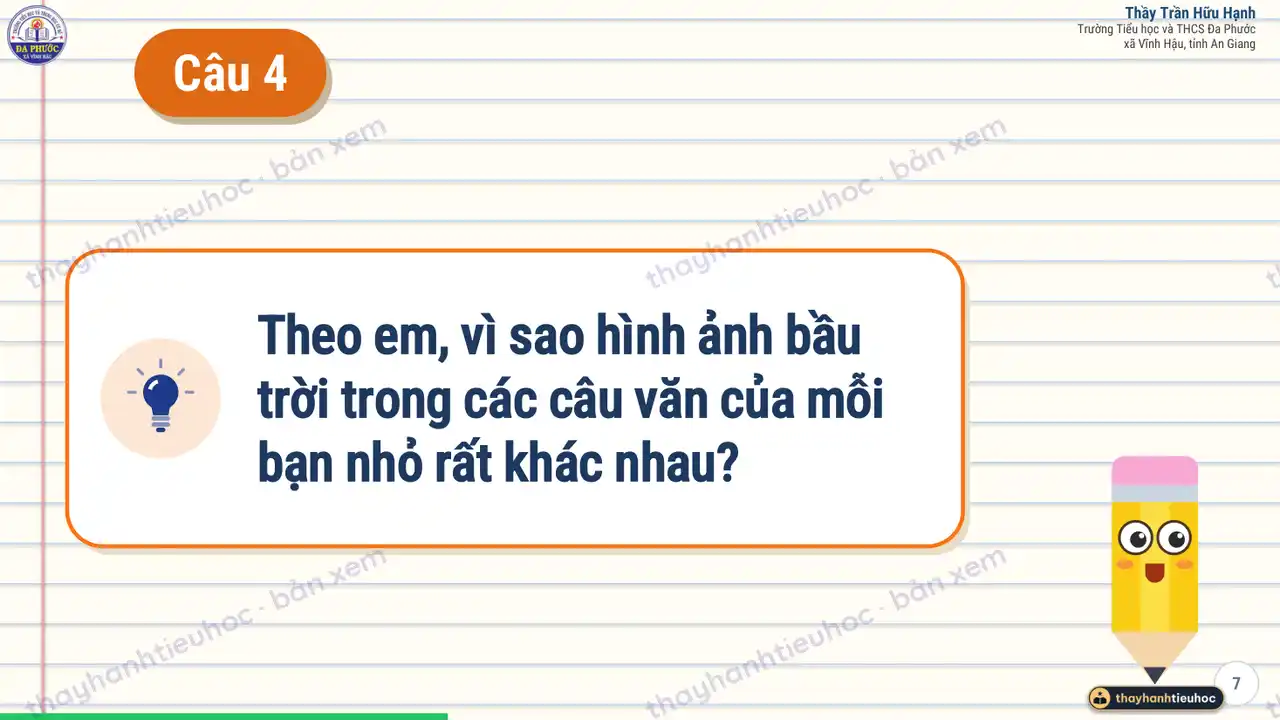 ĐA PHƯỚC
Thầy Trần Hữu Hạnh
Trường Tiểu học và THCS Đa Phước
xã Vĩnh Hậu, tỉnh An Giang
Câu 4
thayhanhtieuhoc · bản xem
thayhanhtieuhoc · bản xem
Theo em, vì sao hình ảnh bầu
trời trong các câu văn của mỗi
bạn nhỏ rất khác nhau?
thayhanhtieuhoc · bản xem
thayhanhtieuhoc · bản xem
thayhanhtieuhoc
7